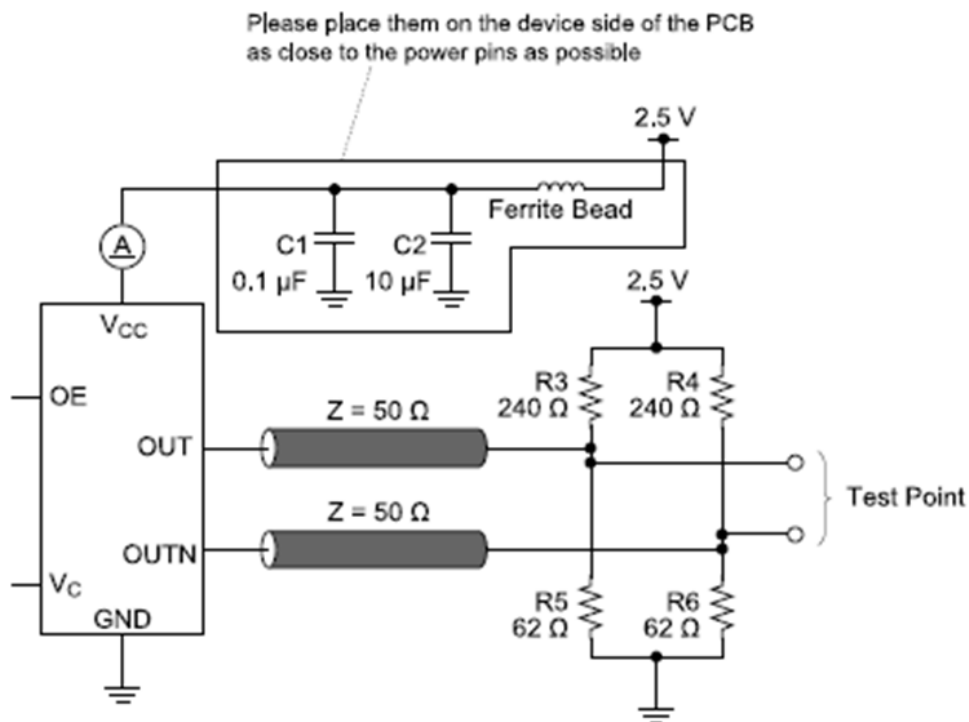 Please place them on the device side of the PCB
as close to the power pins as possible
2.5 V
Ferrite Bead
A
C1
0.1 µF
C2
10 µF
2.5 V
VCC
OE
R3
240 Ω
R4
240 Ω
Z = 50 Ω
OUT
Test Point
Z = 50 Ω
OUTN
VC
R5
62 Ω
R6
62 Ω
GND